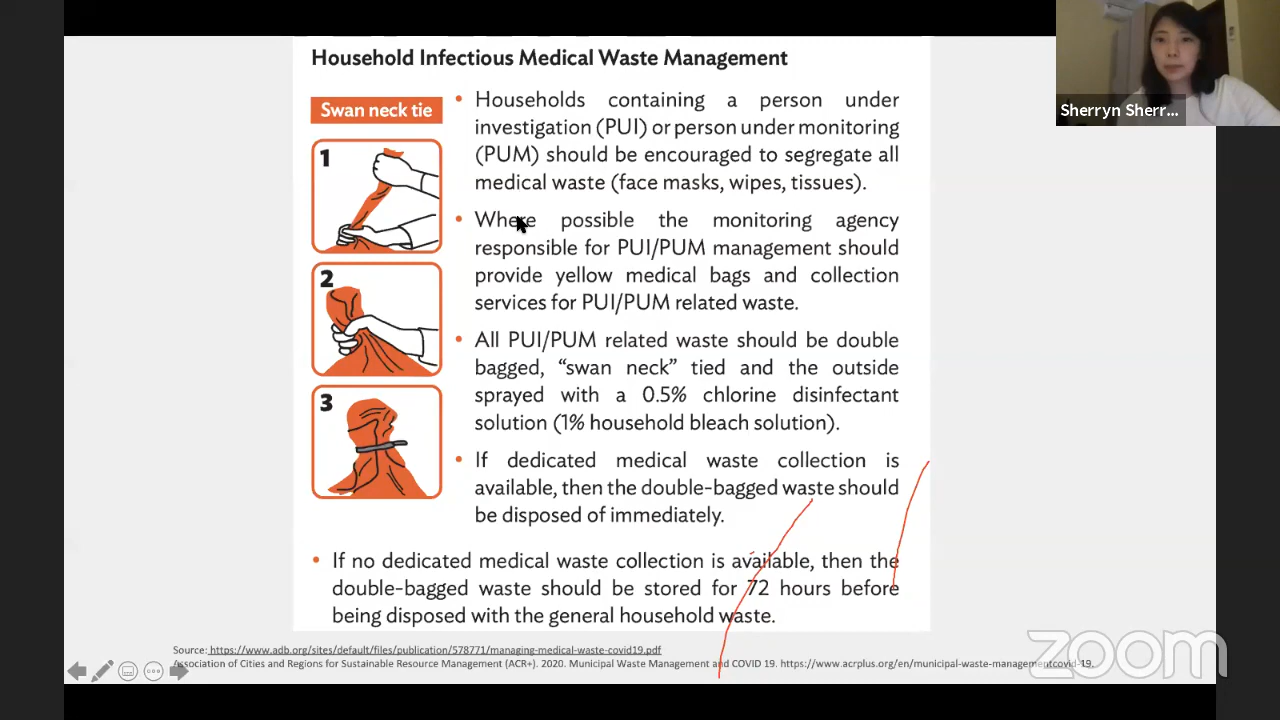 Household Infectious Medical Waste Management
Swan neck tie
1
2
3
• Households containing a person under
investigation (PUI) or person under monitoring
(PUM) should be encouraged to segregate all
medical waste (face masks, wipes, tissues).
• Where possible the monitoring agency
responsible for PUI/PUM management should
provide yellow medical bags and collection
services for PUI/PUM related waste.
• All PUI/PUM related waste should be double
bagged, “swan neck” tied and the outside
sprayed with a 0.5% chlorine disinfectant
solution (1% household bleach solution).
• If dedicated medical waste collection is
available, then the double-bagged waste should
be disposed of immediately.
• If no dedicated medical waste collection is available, then the
double-bagged waste should be stored for 72 hours before
being disposed with the general household waste.
Source: https://www.adb.org/sites/default/files/publication/578771/managing-medical-waste-covid19.pdf
Association of Cities and Regions for Sustainable Resource Management (ACR+). 2020. Municipal Waste Management and COVID 19. https://www.acrplus.org/en/municipal-waste-managementcovid-19.
Sherryn Sherr...
zoom